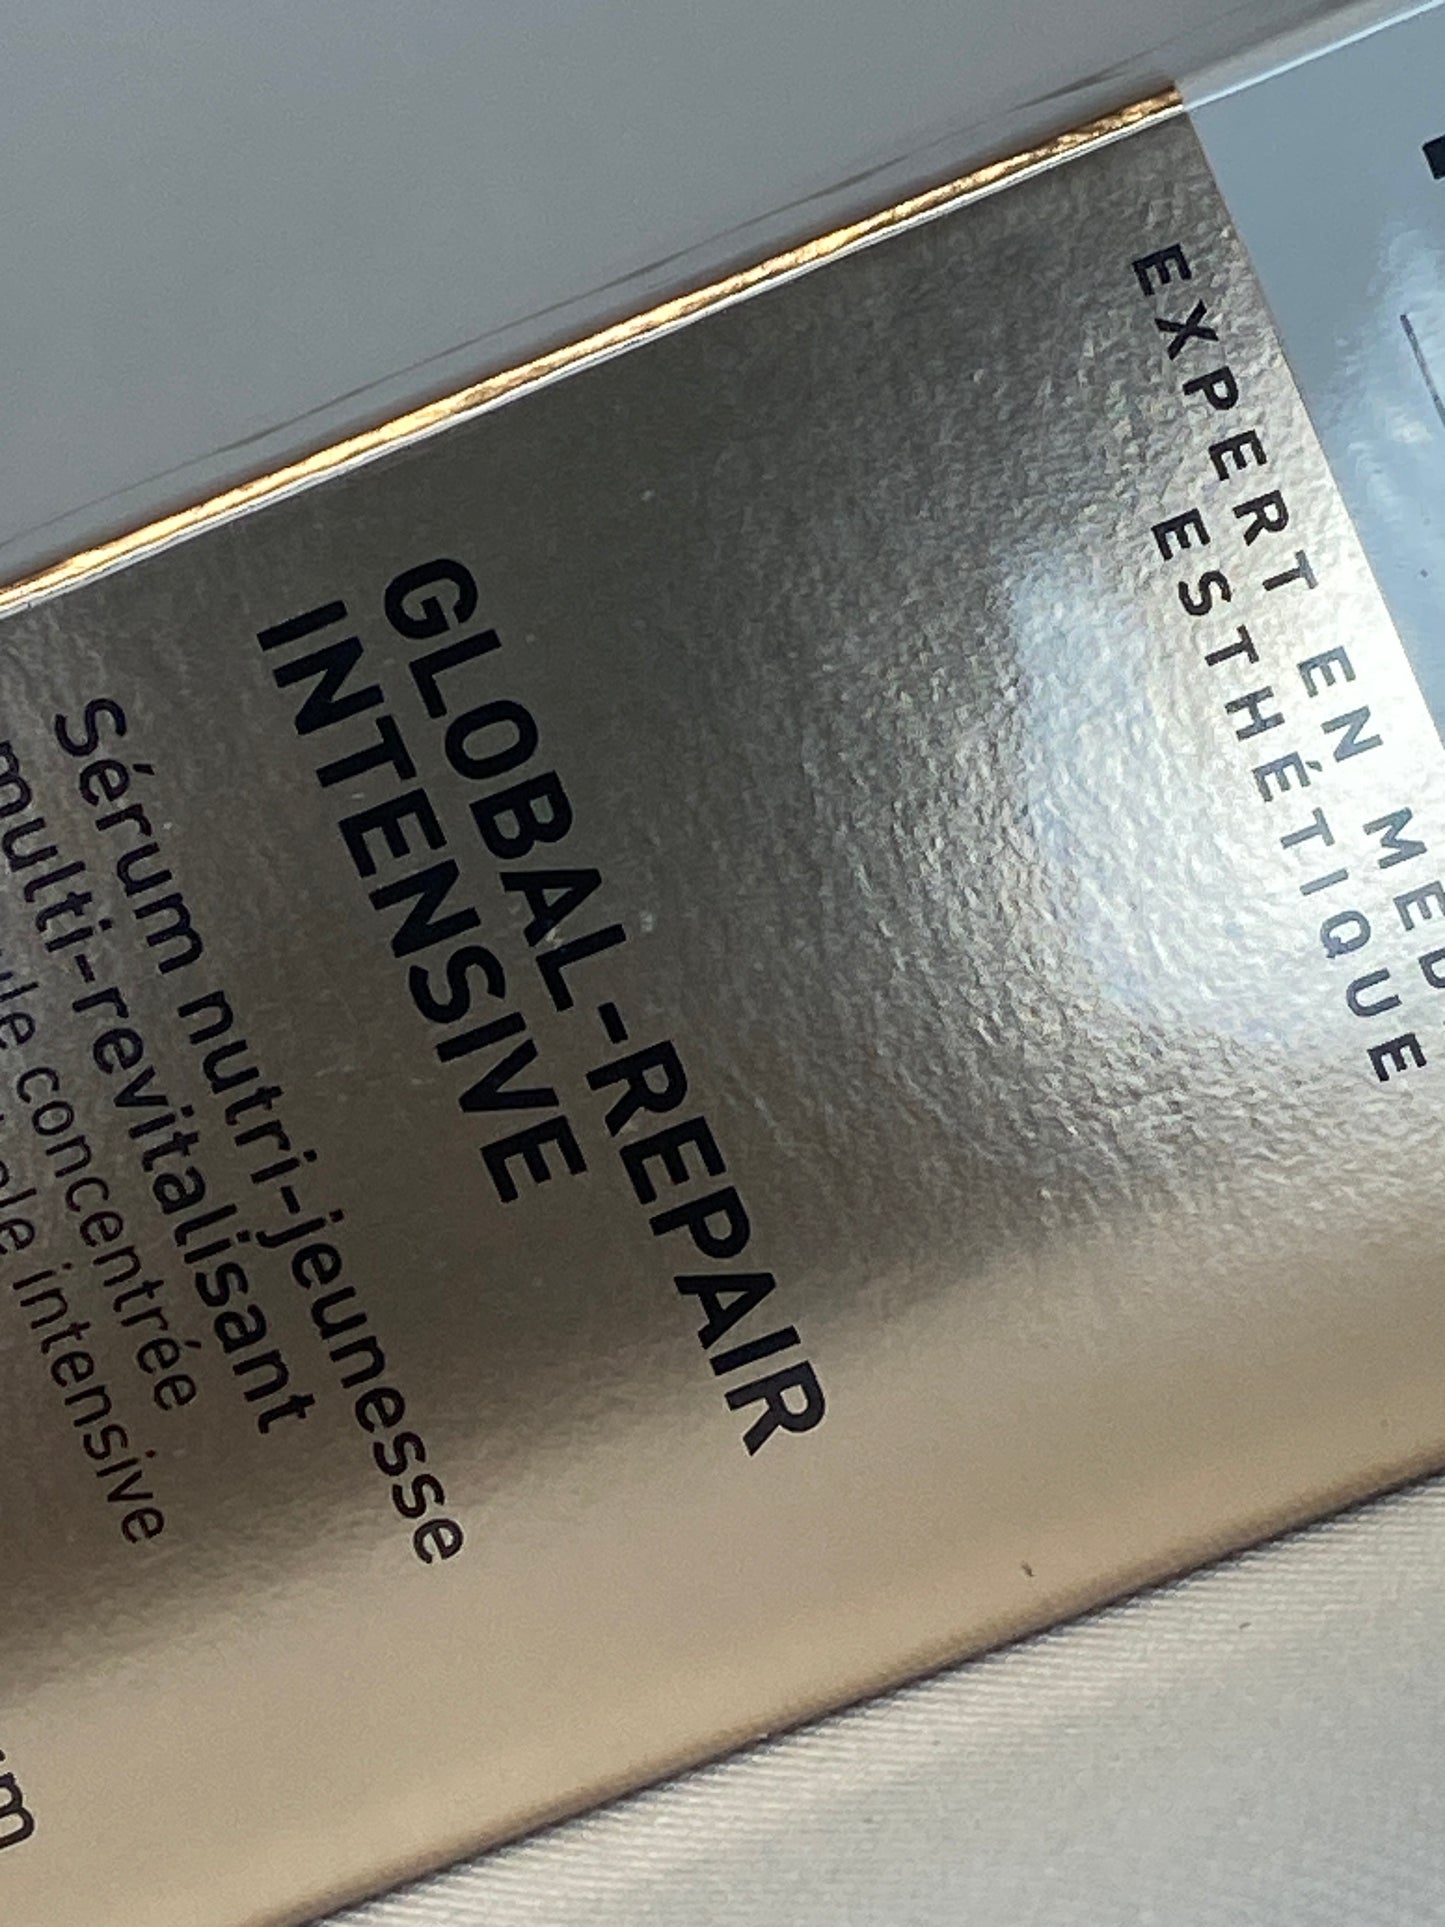 EXPERT EN MED
ESTHÉTIQUE
GLOBAL-REPAIR
INTENSIVE
Sérum nutri-jeunesse
multi-revitalisant
concentrée
intensive